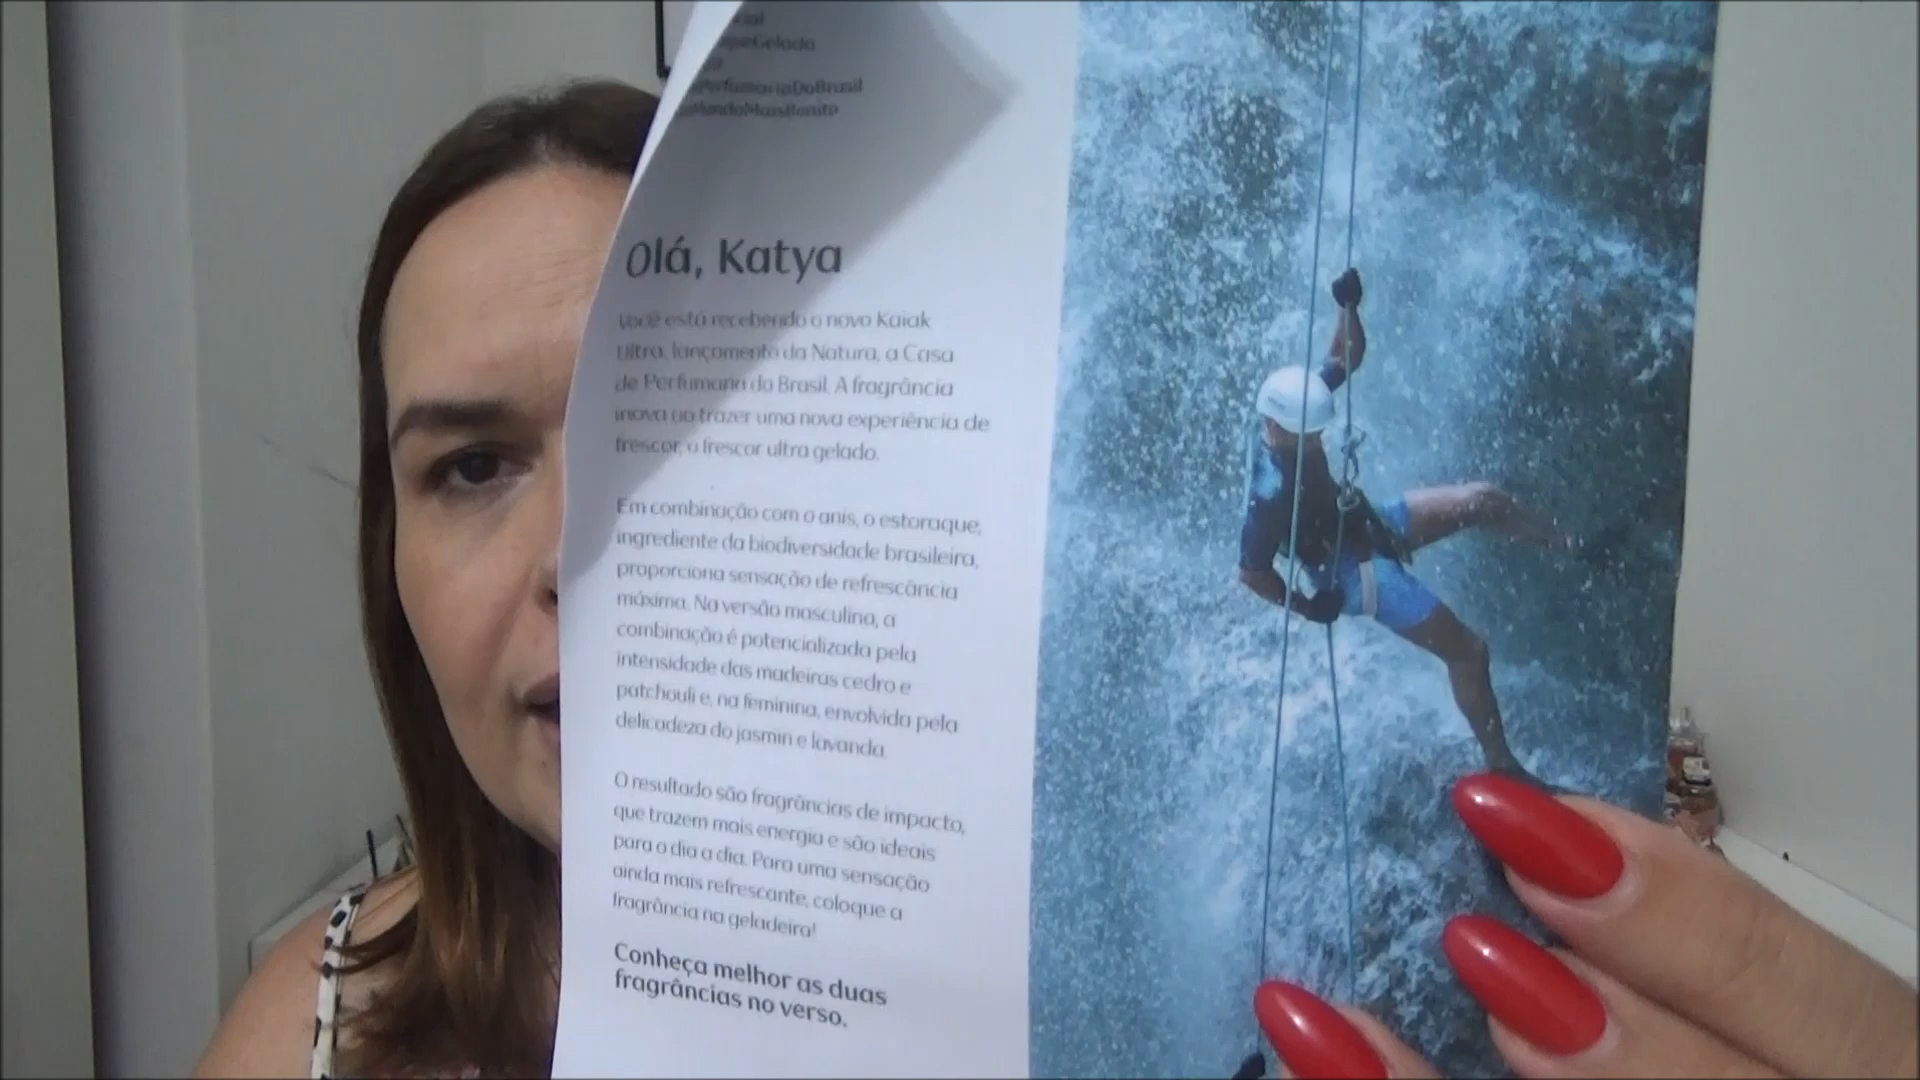 PerfumariaDoBrasil
MundoMaisBonito
Olá, Katya
Você está recebendo o novo Kaiak
Ultra, lançamento da Natura, a Casa
de Perfumaria do Brasil. A fragrância
inova ao trazer uma nova experiência de
frescor, o frescor ultra gelado.
Em combinação com o anis, o estoraque,
ingrediente da biodiversidade brasileira,
proporciona sensação de refrescância
máxima. Na versão masculina, a
combinação é potencializada pela
intensidade das madeiras cedro e
patchouli e, na feminina, envolvida pela
delicadeza do jasmin e lavanda.
O resultado são fragrâncias de impacto,
que trazem mais energia e são ideais
para o dia a dia. Para uma sensação
ainda mais refrescante, coloque a
fragrância na geladeira!
Conheça melhor as duas
fragrâncias no verso.